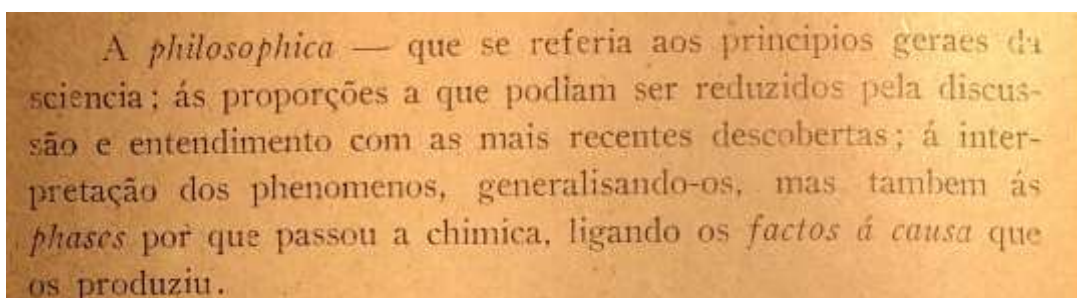 A philosophica — que se referia aos principios geraes da
sciencia; ás proporções a que podiam ser reduzidos pela discus-
são e entendimento com as mais recentes descobertas; á inter-
pretação dos phenomenos, generalisando-os, mas tambem ás
phases por que passou a chimica, ligando os factos á causa que
os produziu.